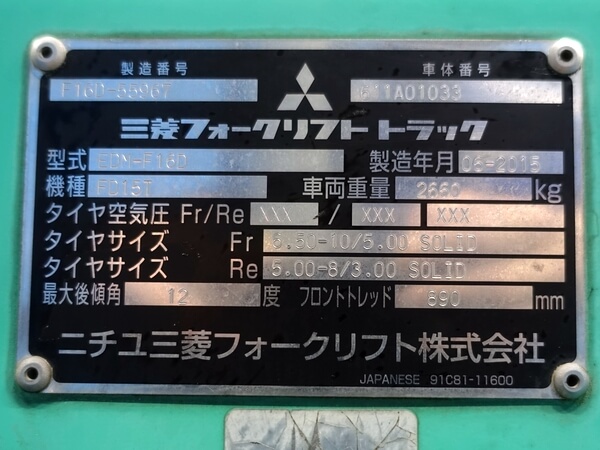 製造番号 車体番号
F16D-55967 C11A01033
三菱フォークリフト トラック
型式 EDM-F16D 製造年月 06-2015
機種 FD15T 車両重量 2660 kg
タイヤ空気圧 Fr/Re XXX / XXX XXX
タイヤサイズ Fr 6.50-10/5.00 SOLID
タイヤサイズ Re 5.00-8/3.00 SOLID
最大後傾角 12 度 フロントトレッド 890 mm
ニチユ三菱フォークリフト株式会社
JAPANESE 91C81-11600